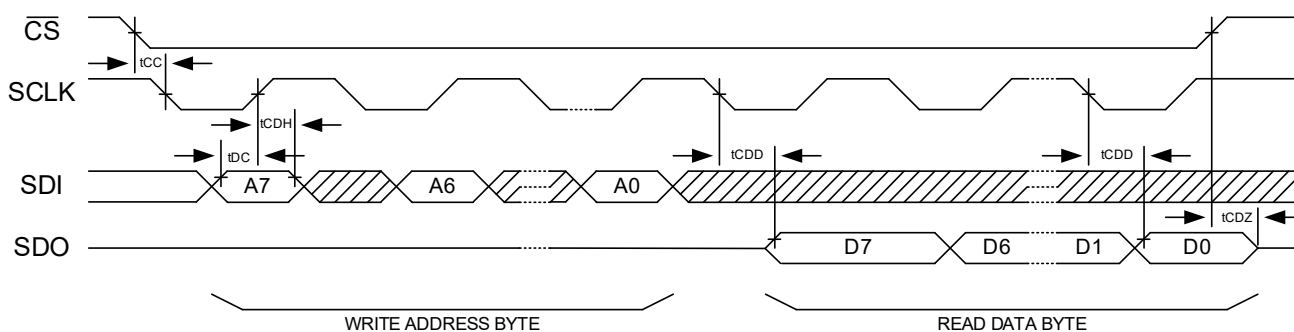 CS
tCC
SCLK
tCDH
tDC
tCDD
tCDD
SDI
A7
A6
A0
tCDZ
SDO
D7
D6
D1
D0
WRITE ADDRESS BYTE
READ DATA BYTE